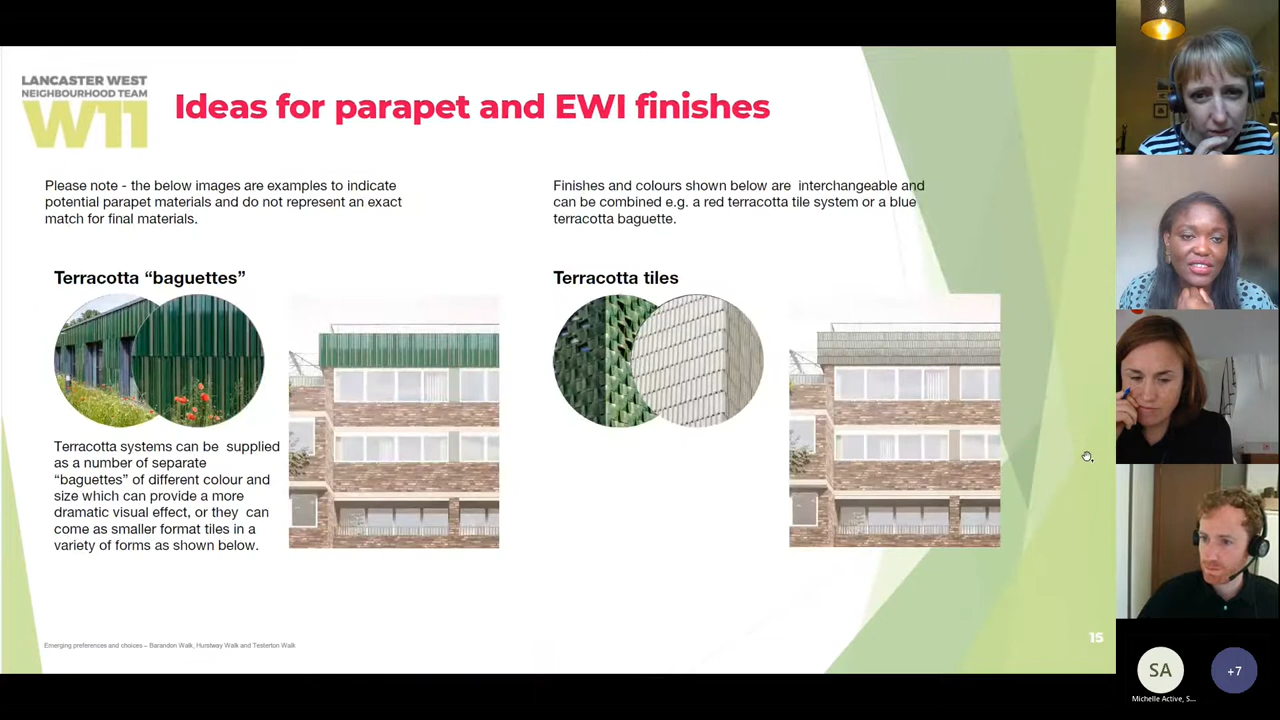 LANCASTER WEST
NEIGHBOURHOOD TEAM
W11
Ideas for parapet and EWI finishes
Please note - the below images are examples to indicate
potential parapet materials and do not represent an exact
match for final materials.
Finishes and colours shown below are interchangeable and
can be combined e.g. a red terracotta tile system or a blue
terracotta baguette.
Terracotta “baguettes”
Terracotta systems can be supplied
as a number of separate
“baguettes” of different colour and
size which can provide a more
dramatic visual effect, or they can
come as smaller format tiles in a
variety of forms as shown below.
Terracotta tiles
Emerging preferences and choices – Barandon Walk, Hurstway Walk and Testerton Walk
15
SA
Michelle Active, S...
+7